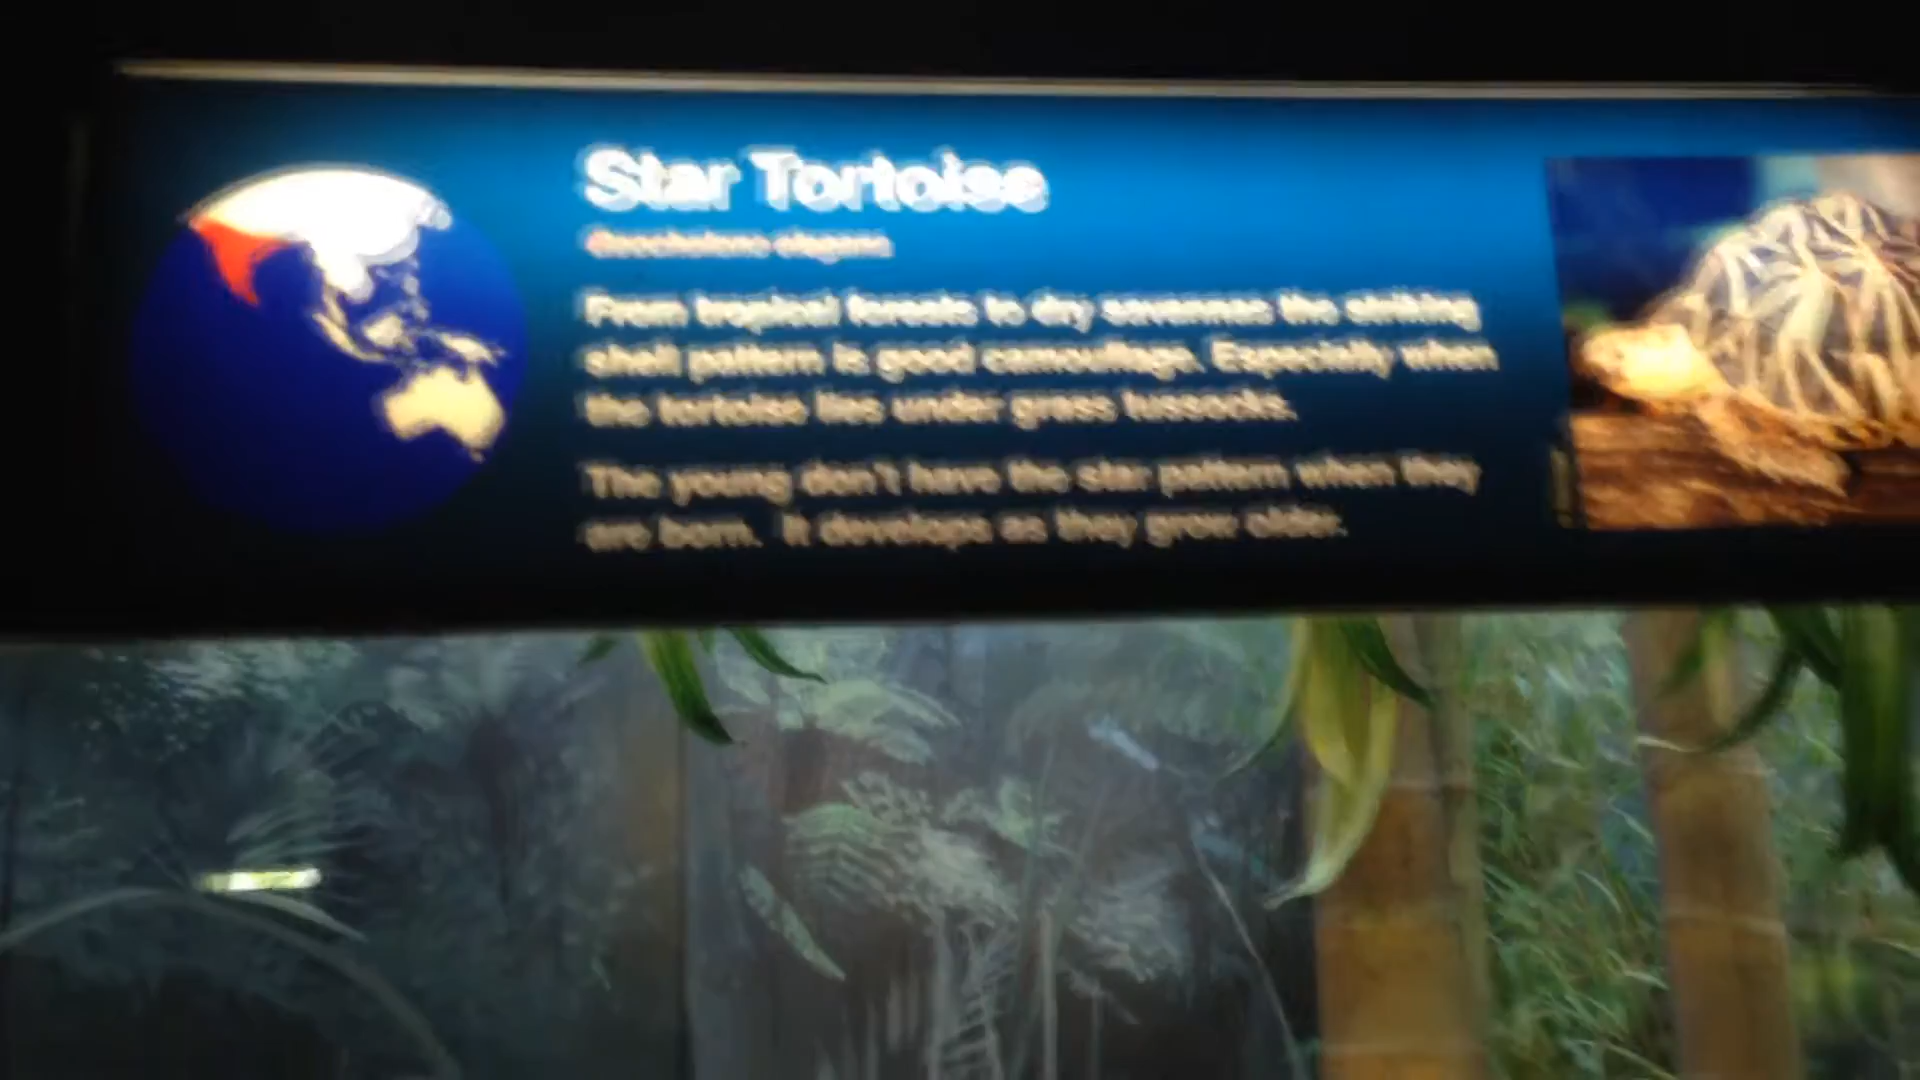 Star Tortoise
Geochelone elegans
From tropical forests to dry savannas the striking
shell pattern is good camouflage. Especially when
the tortoise lies under grass tussocks.
The young don't have the star pattern when they
are born. It develops as they grow older.